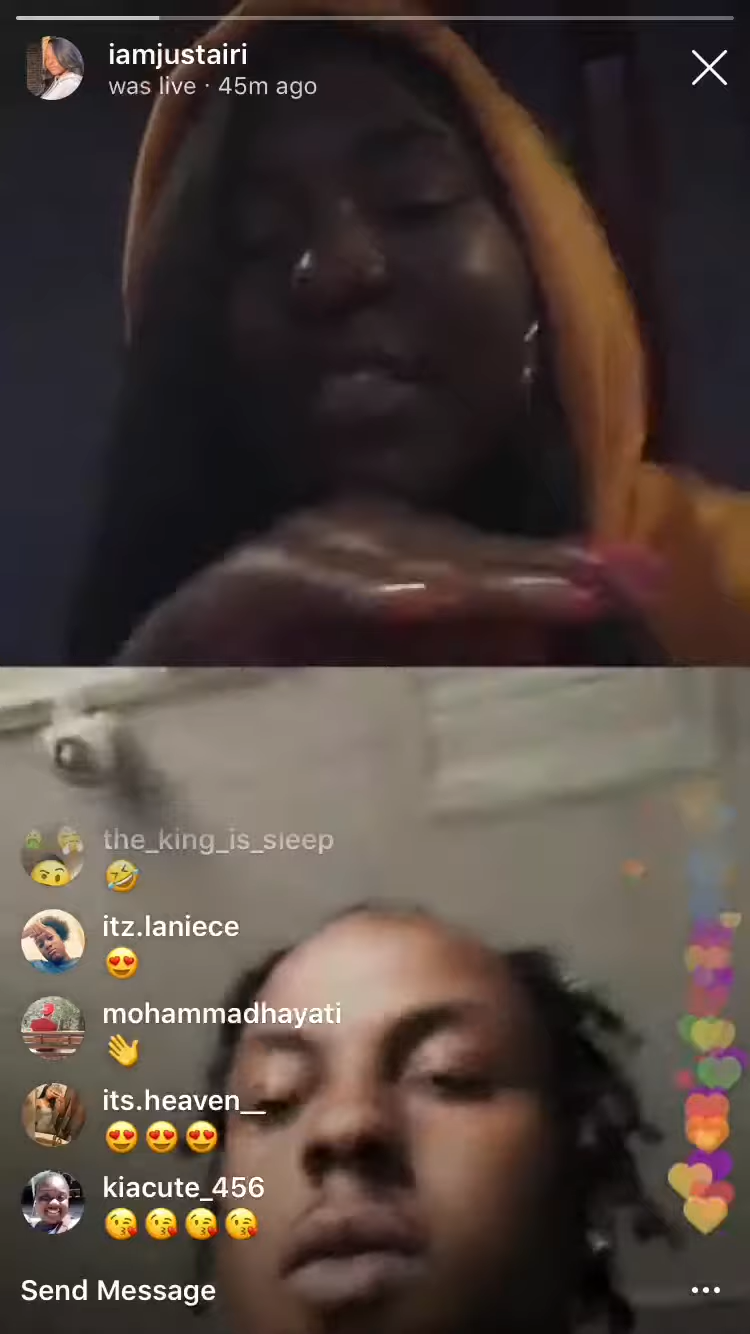 iamjustairi
was live · 45m ago
the_king_is_sleep
🤣
itz.laniece
😍
mohammadhayati
👋
its.heaven__
😍😍😍
kiacute_456
😘😘😘😘
Send Message